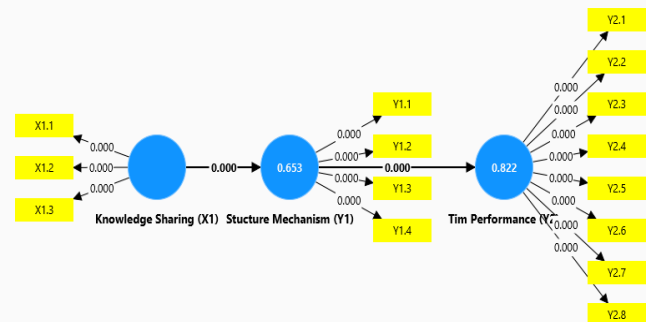 Y2.1
Y2.2
0.000
Y1.1
0.000
0.000
Y2.3
X1.1
0.000
0.000
0.000
Y1.2
0.000
Y2.4
X1.2
0.000
0.000
0.653
0.000
0.000
0.822
0.000
0.000
Y1.3
0.000
Y2.5
X1.3
0.000
0.000
Knowledge Sharing (X1)
Stucture Mechanism (Y1)
Tim Performance (Y2
0.000
Y2.6
Y1.4
0.000
Y2.7
Y2.8